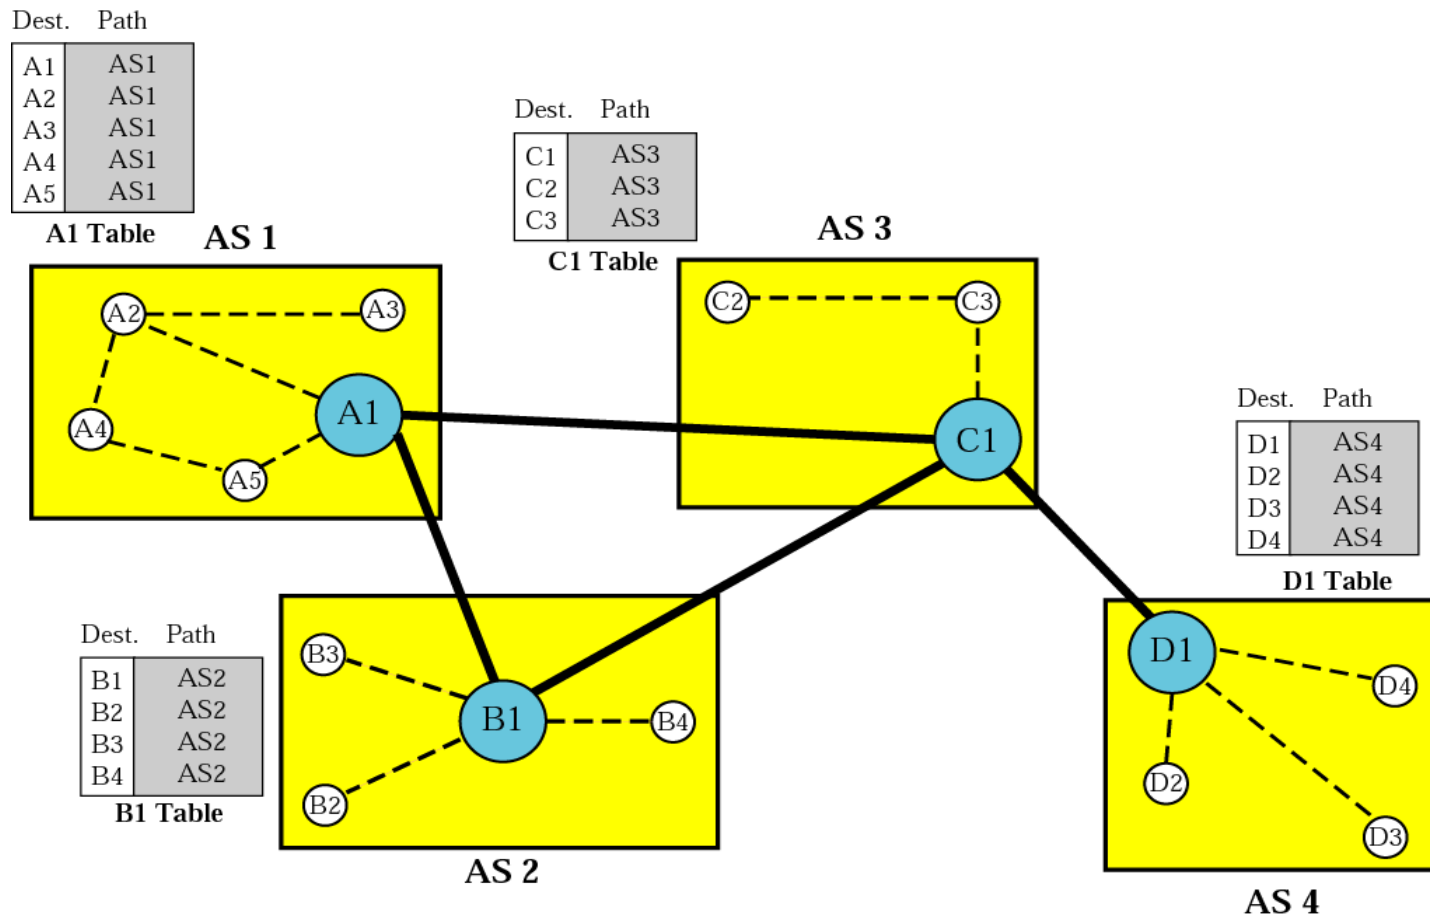 Dest. Path
A1 AS1
A2 AS1
A3 AS1
A4 AS1
A5 AS1
A1 Table
AS 1
Dest. Path
C1 AS3
C2 AS3
C3 AS3
C1 Table
AS 3
A2
A3
A1
A4
A5
C2
C3
C1
Dest. Path
D1 AS4
D2 AS4
D3 AS4
D4 AS4
D1 Table
Dest. Path
B1 AS2
B2 AS2
B3 AS2
B4 AS2
B1 Table
B3
B1
B4
B2
AS 2
D1
D4
D2
D3
AS 4